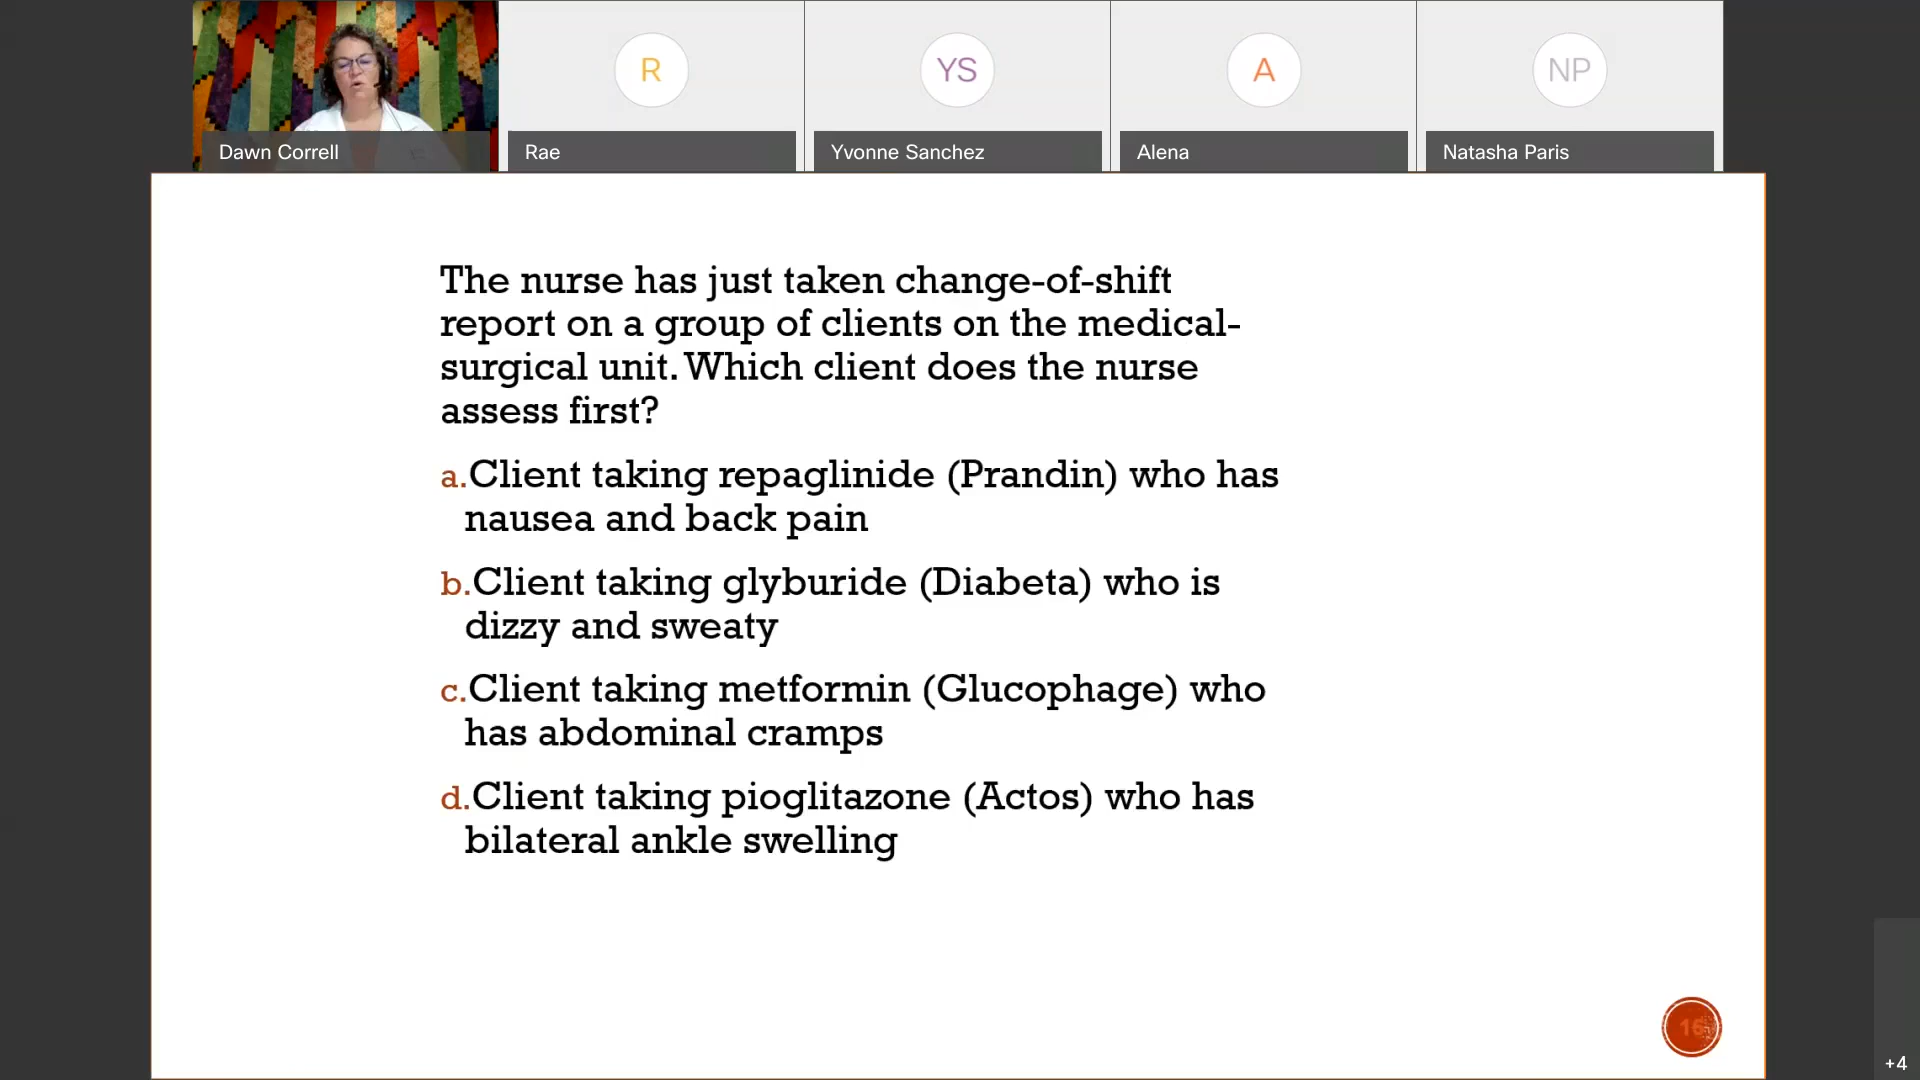 R
YS
A
NP
Dawn Correll
Rae
Yvonne Sanchez
Alena
Natasha Paris
The nurse has just taken change-of-shift
report on a group of clients on the medical-
surgical unit. Which client does the nurse
assess first?
a. Client taking repaglinide (Prandin) who has
nausea and back pain
b. Client taking glyburide (Diabeta) who is
dizzy and sweaty
c. Client taking metformin (Glucophage) who
has abdominal cramps
d. Client taking pioglitazone (Actos) who has
bilateral ankle swelling
+4